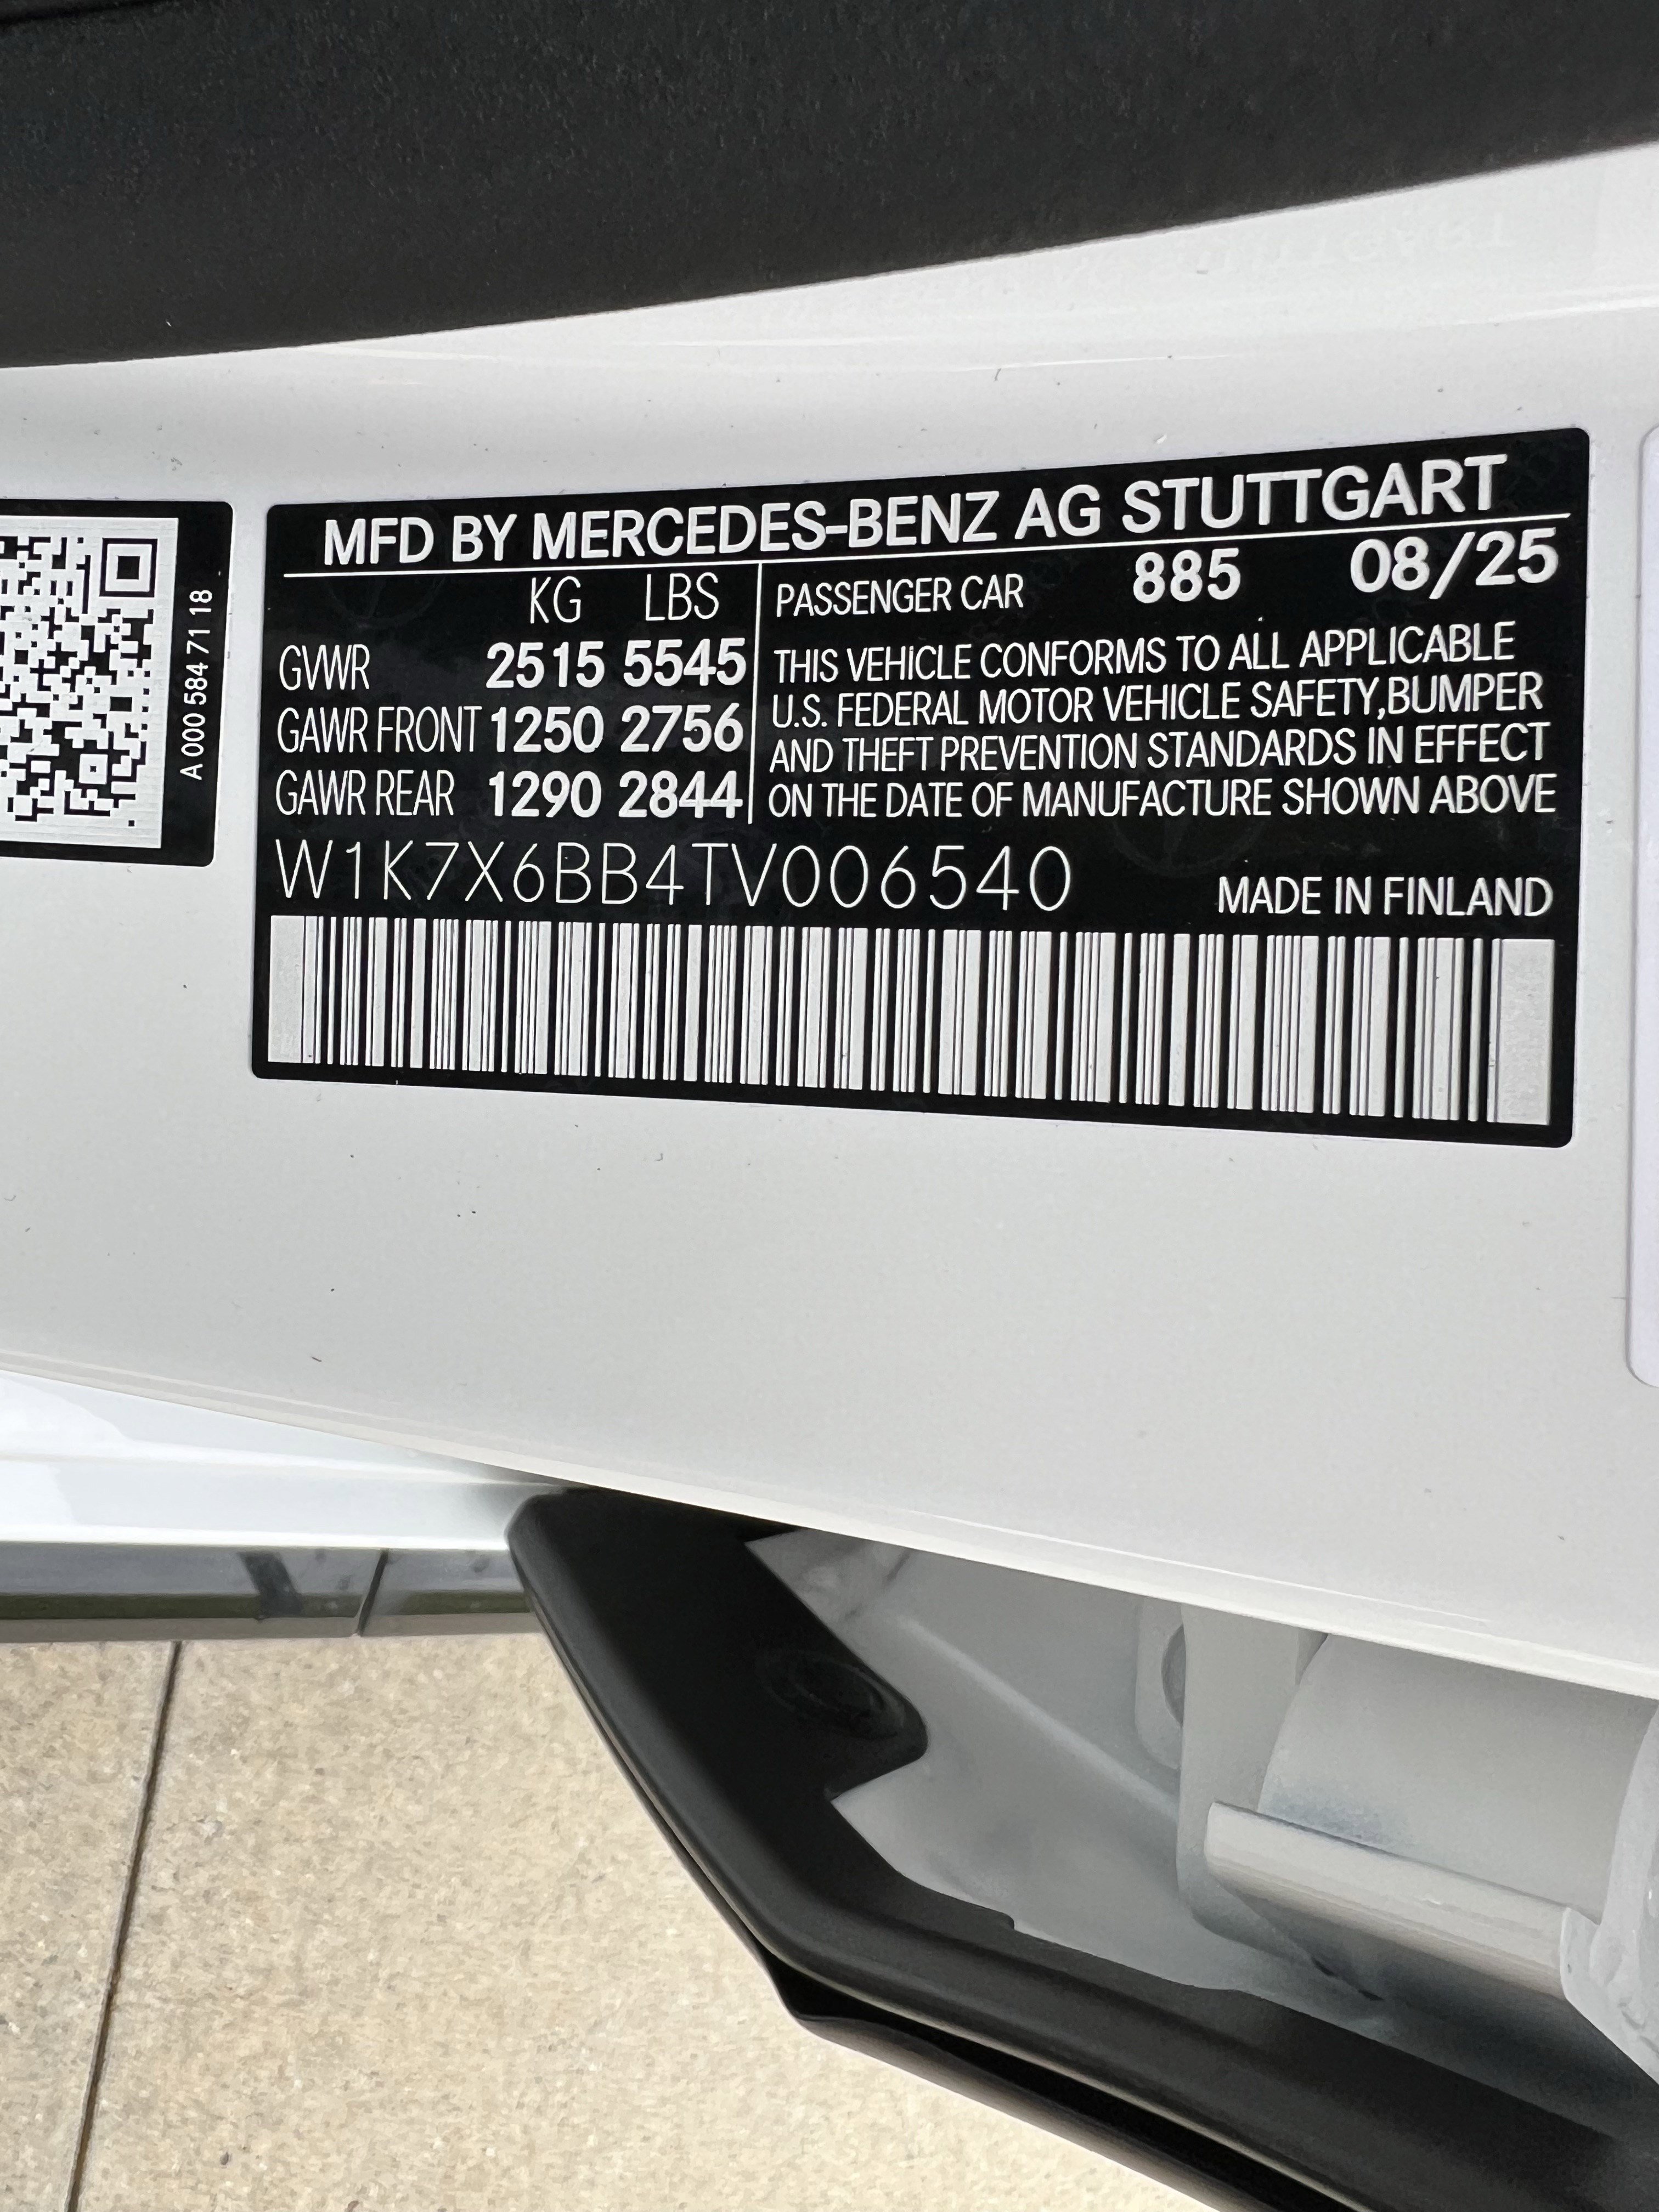 A 000 584 71 18
MFD BY MERCEDES-BENZ AG STUTTGART
KG LBS PASSENGER CAR 885 08/25
GVWR 2515 5545
GAWR FRONT 1250 2756
GAWR REAR 1290 2844
THIS VEHICLE CONFORMS TO ALL APPLICABLE
U.S. FEDERAL MOTOR VEHICLE SAFETY,BUMPER
AND THEFT PREVENTION STANDARDS IN EFFECT
ON THE DATE OF MANUFACTURE SHOWN ABOVE
W1K7X6BB4TV006540
MADE IN FINLAND